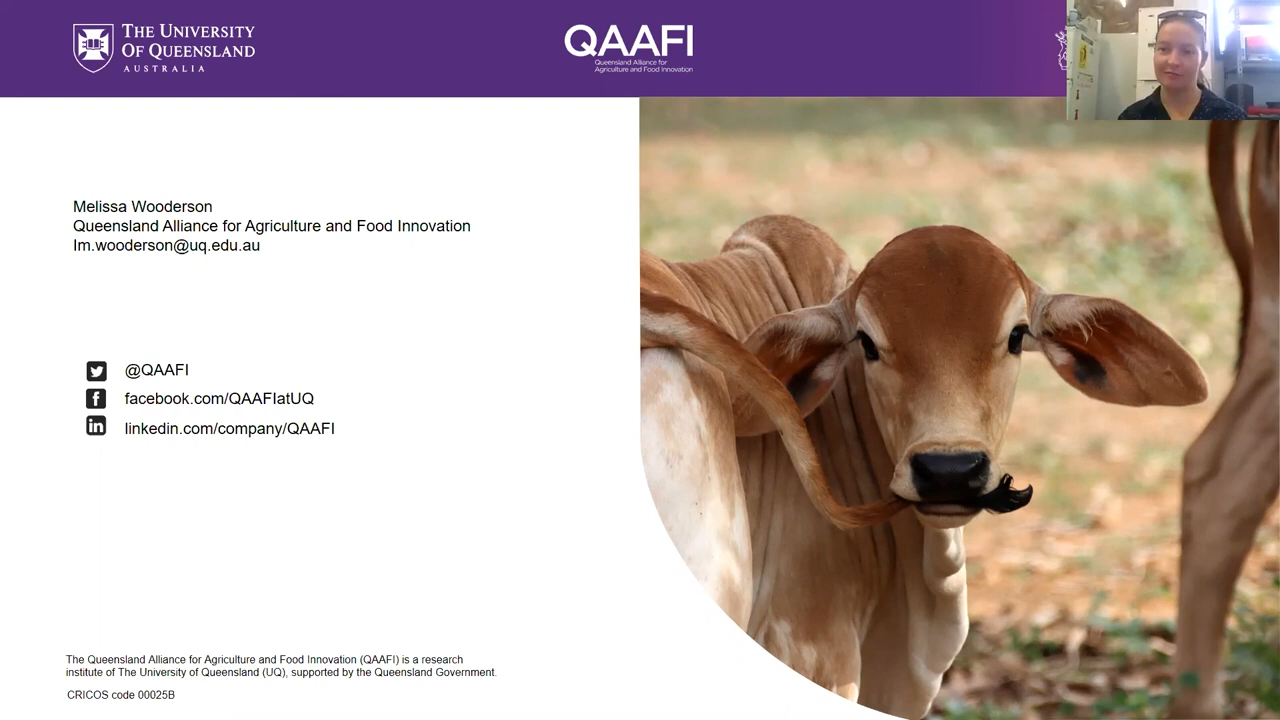 THE UNIVERSITY
OF QUEENSLAND
AUSTRALIA
QAAFI
Queensland Alliance for
Agriculture and Food Innovation
Melissa Wooderson
Queensland Alliance for Agriculture and Food Innovation
lm.wooderson@uq.edu.au
@QAAFI
facebook.com/QAAFIatUQ
linkedin.com/company/QAAFI
The Queensland Alliance for Agriculture and Food Innovation (QAAFI) is a research
institute of The University of Queensland (UQ), supported by the Queensland Government.
CRICOS code 00025B